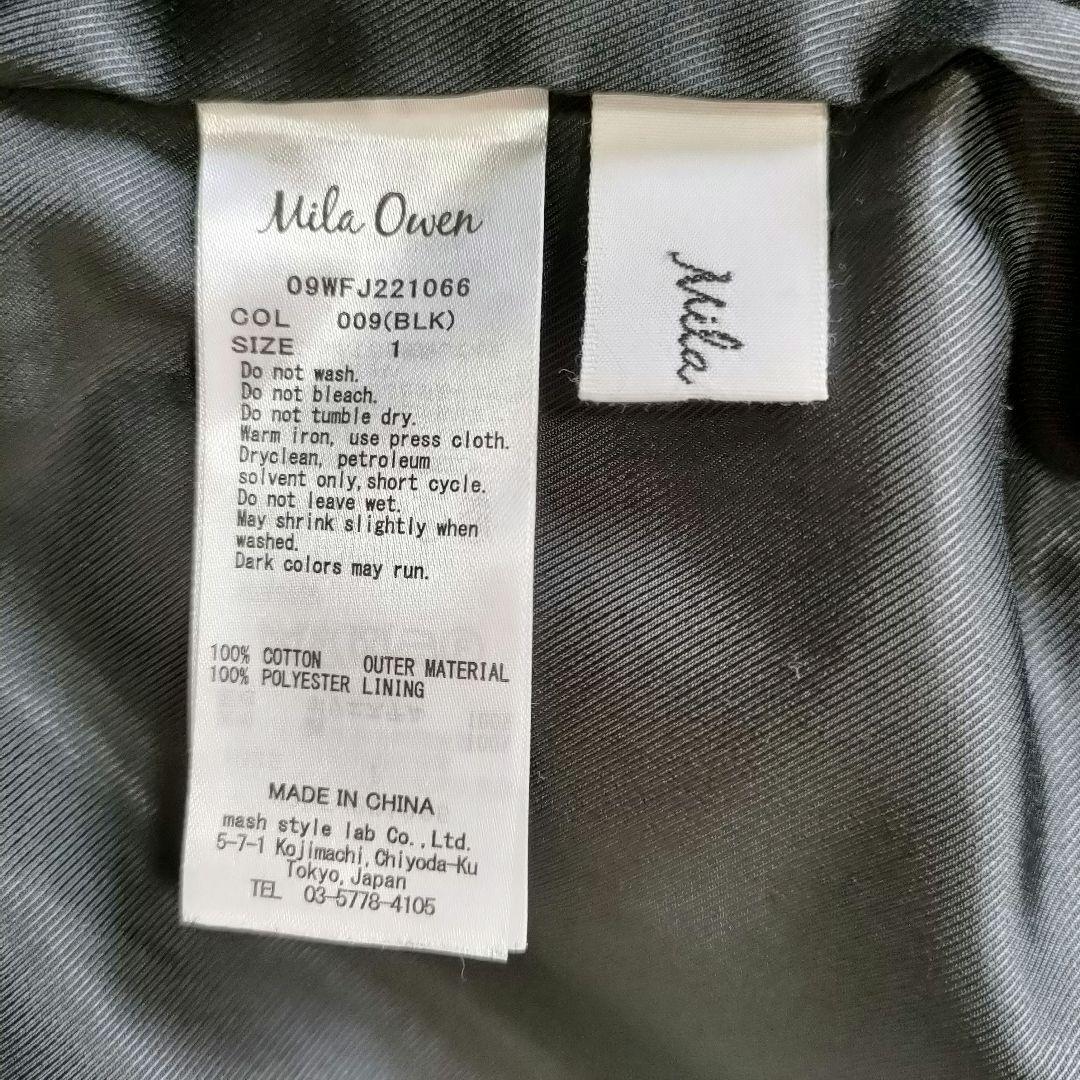 Mila Owen
09WFJ221066
COL 009(BLK)
SIZE 1
Do not wash.
Do not bleach.
Do not tumble dry.
Warm iron, use press cloth.
Dryclean, petroleum
solvent only,short cycle.
Do not leave wet.
May shrink slightly when
washed.
Dark colors may run.
100% COTTON OUTER MATERIAL
100% POLYESTER LINING
MADE IN CHINA
mash style lab Co.,Ltd.
5-7-1 Kojimachi,Chiyoda-Ku
Tokyo,Japan
TEL 03-5778-4105
Mila